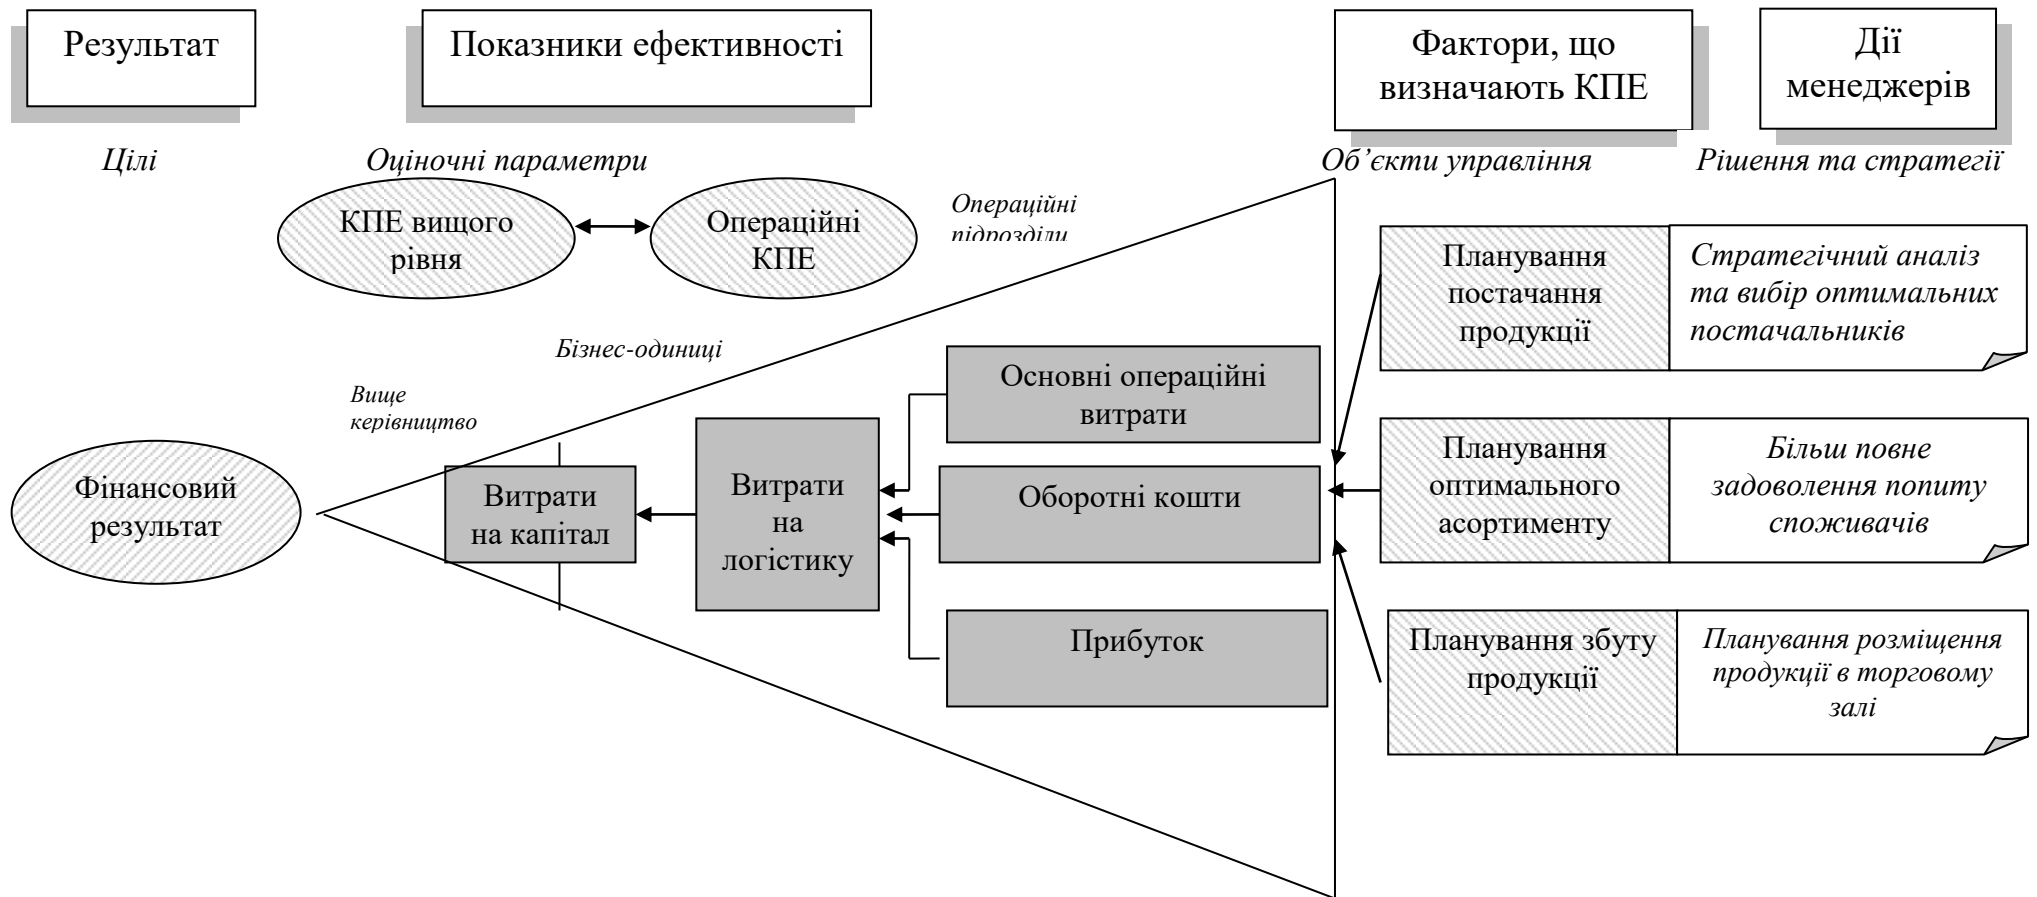 Результат
Показники ефективності
Фактори, що
визначають КПЕ
Дії
менеджерів
Цілі
Оціночні параметри
Об’єкти управління
Рішення та стратегії
КПЕ вищого
рівня
Операційні
КПЕ
Операційні
підрозділи
Бізнес-одиниці
Вище
керівництво
Фінансовий
результат
Витрати
на капітал
Витрати
на
логістику
Основні операційні
витрати
Оборотні кошти
Прибуток
Планування
постачання
продукції
Стратегічний аналіз
та вибір оптимальних
постачальників
Планування
оптимального
асортименту
Більш повне
задоволення попиту
споживачів
Планування збуту
продукції
Планування розміщення
продукції в торговому
залі